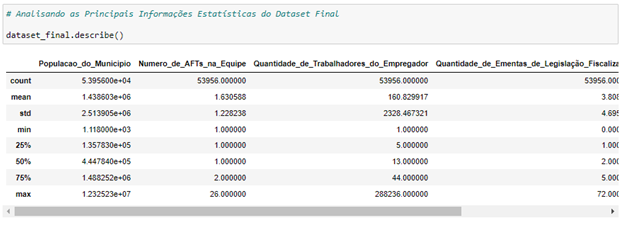 # Analisando as Principais Informações Estatísticas do Dataset Final
dataset_final.describe()
Populacao_do_Municipio Numero_de_AFTs_na_Equipe Quantidade_de_Trabalhadores_do_Empregador Quantidade_de_Ementas_de_Legislação_Fiscaliza
count 5.395600e+04 53956.000000 53956.000000 53956.000
mean 1.438603e+06 1.630588 160.829917 3.808
std 2.513905e+06 1.228238 2328.467321 4.695
min 1.118000e+03 1.000000 1.000000 0.000
25% 1.357830e+05 1.000000 5.000000 1.000
50% 4.447840e+05 1.000000 13.000000 2.000
75% 1.488252e+06 2.000000 44.000000 5.000
max 1.232523e+07 26.000000 288236.000000 72.000